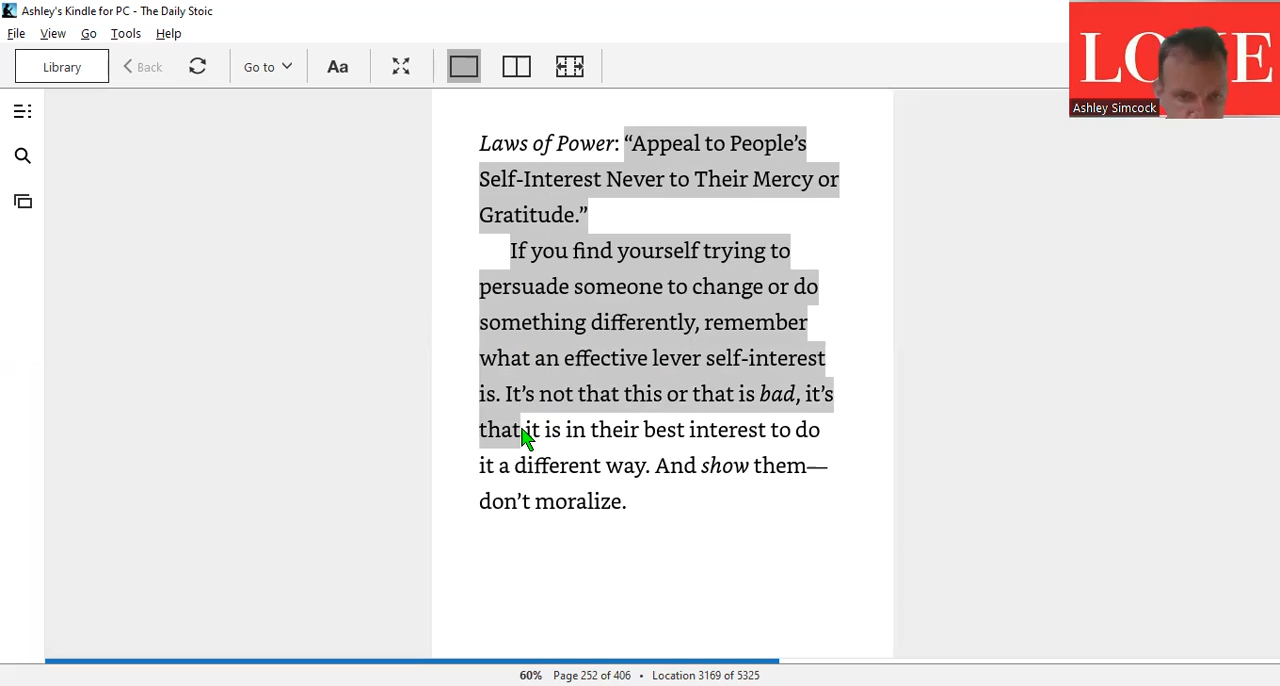 Ashley's Kindle for PC - The Daily Stoic
File View Go Tools Help
Library Back Go to Aa
LOVE
Ashley Simcock
Laws of Power: “Appeal to People’s
Self-Interest Never to Their Mercy or
Gratitude.”
If you find yourself trying to
persuade someone to change or do
something differently, remember
what an effective lever self-interest
is. It’s not that this or that is bad, it’s
that it is in their best interest to do
it a different way. And show them—
don’t moralize.
60% Page 252 of 406 • Location 3169 of 5325